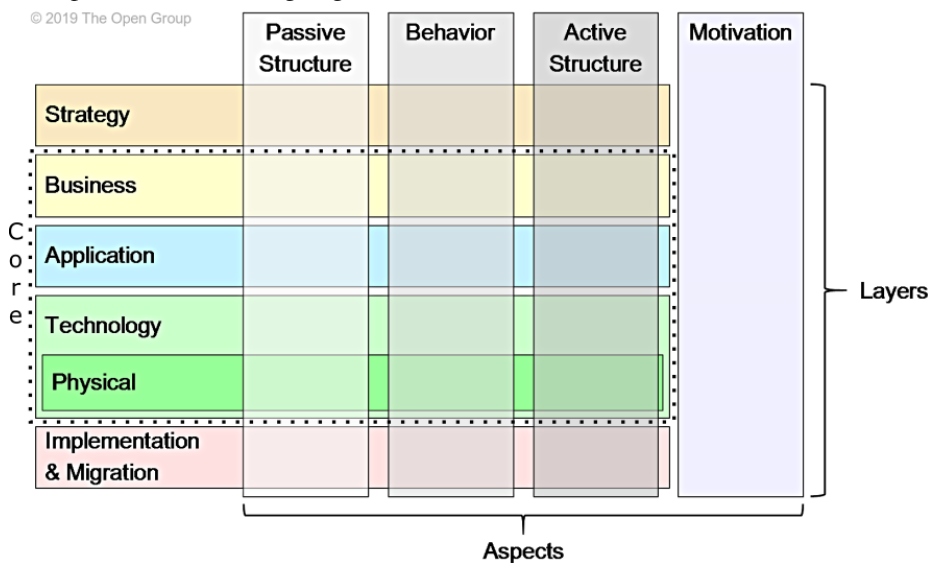 © 2019 The Open Group
Passive
Structure
Behavior
Active
Structure
Motivation
Strategy
Business
Application
Technology
Physical
Implementation
& Migration
Core
Layers
Aspects